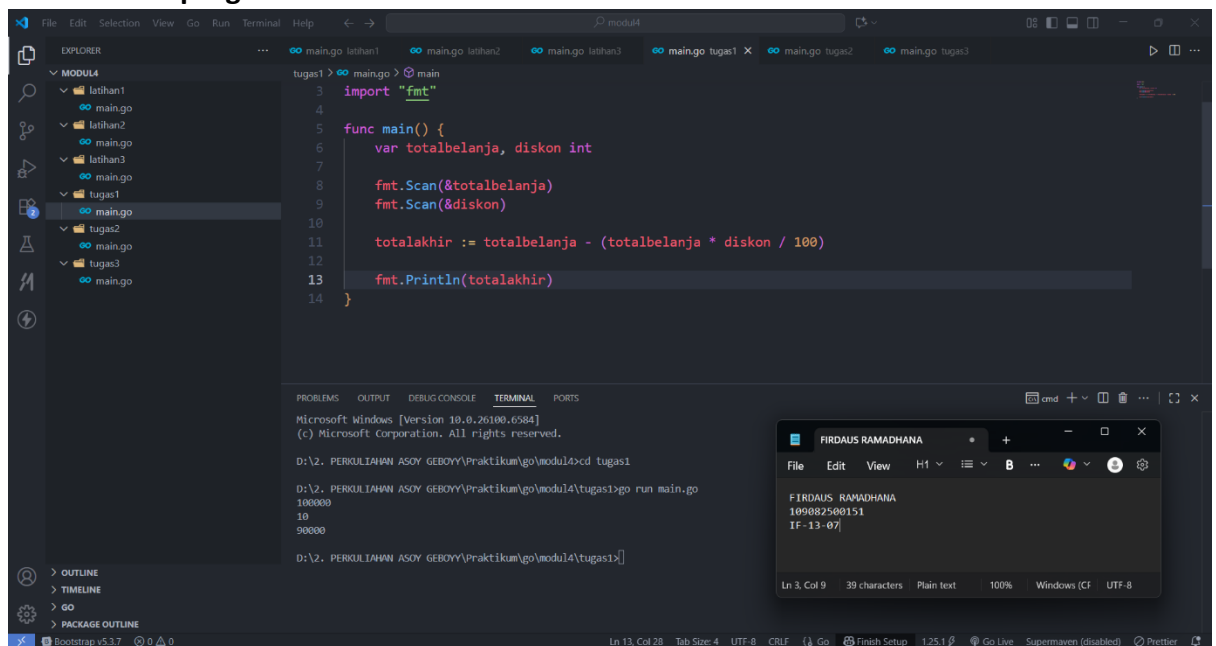 File Edit Selection View Go Run Terminal Help modul4
EXPLORER
MODUL4
latihan1
main.go
latihan2
main.go
latihan3
main.go
tugas1
main.go
tugas2
main.go
tugas3
main.go
OUTLINE
TIMELINE
GO
PACKAGE OUTLINE
main.go latihan1 main.go latihan2 main.go latihan3 main.go tugas1 main.go tugas2 main.go tugas3
tugas1 > main.go > main
3 import "fmt"
4
5 func main() {
6 var totalbelanja, diskon int
7
8 fmt.Scan(&totalbelanja)
9 fmt.Scan(&diskon)
10
11 totalakhir := totalbelanja - (totalbelanja * diskon / 100)
12
13 fmt.Println(totalakhir)
14 }
PROBLEMS OUTPUT DEBUG CONSOLE TERMINAL PORTS cmd
Microsoft Windows [Version 10.0.26100.6584]
(c) Microsoft Corporation. All rights reserved.
D:\2. PERKULIAHAN ASOY GEBOYY\Praktikum\go\modul4>cd tugas1
D:\2. PERKULIAHAN ASOY GEBOYY\Praktikum\go\modul4\tugas1>go run main.go
100000
10
90000
D:\2. PERKULIAHAN ASOY GEBOYY\Praktikum\go\modul4\tugas1>
FIRDAUS RAMADHANA
File Edit View H1 B
FIRDAUS RAMADHANA
109082500151
IF-13-07
Ln 3, Col 9 39 characters Plain text 100% Windows (CF UTF-8
Bootstrap v5.3.7 0 0 Ln 13, Col 28 Tab Size: 4 UTF-8 CRLF Go Finish Setup 1.25.1 Go Live Supermaven (disabled) Prettier